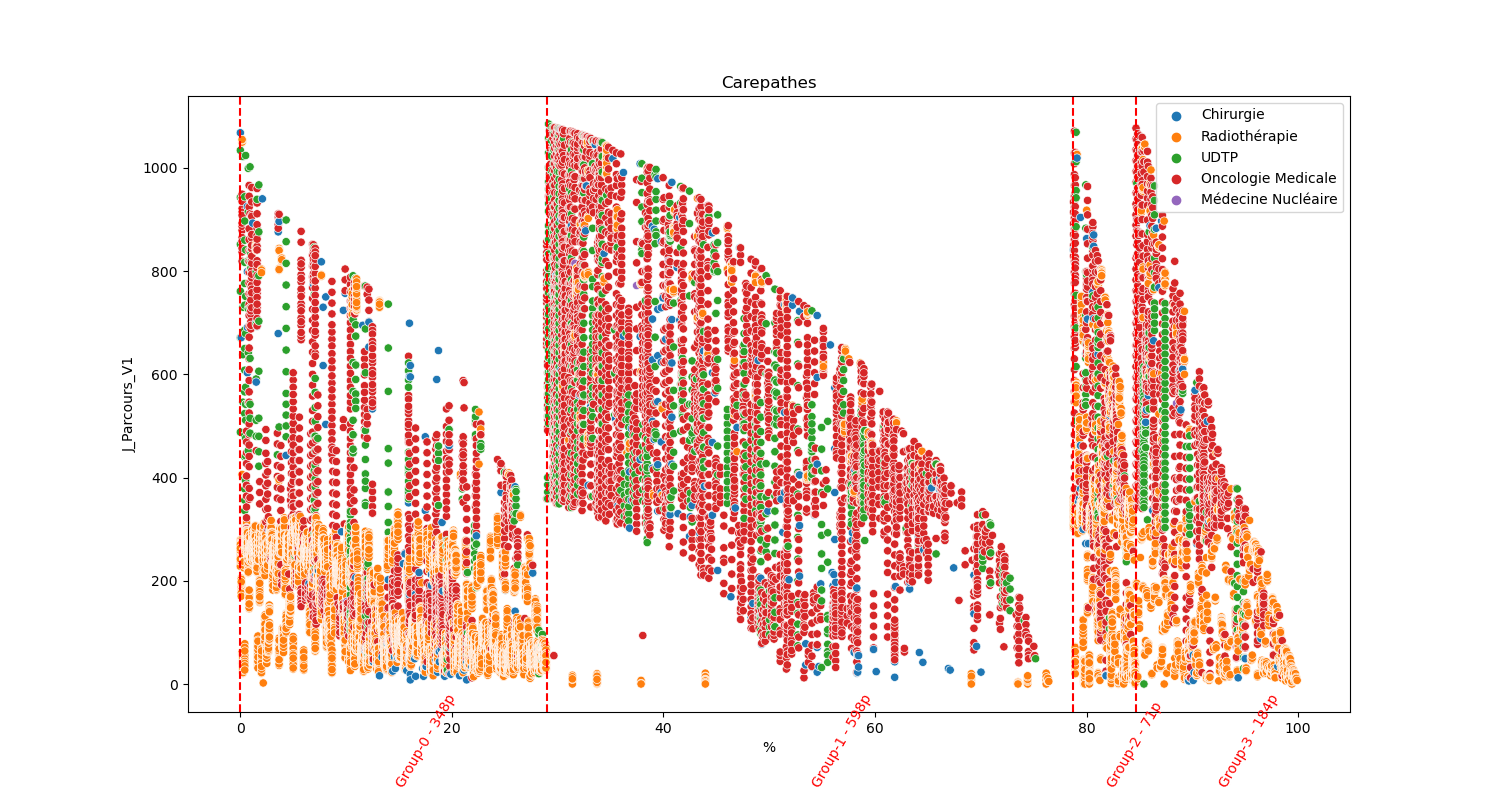 Carepathes
Chirurgie
Radiothérapie
UDTP
Oncologie Medicale
Médecine Nucléaire
J_Parcours_V1
1000
800
600
400
200
0
0
20
40
60
80
100
%
Group-0 - 348p
Group-1 - 598p
Group-2 - 71p
Group-3 - 184p